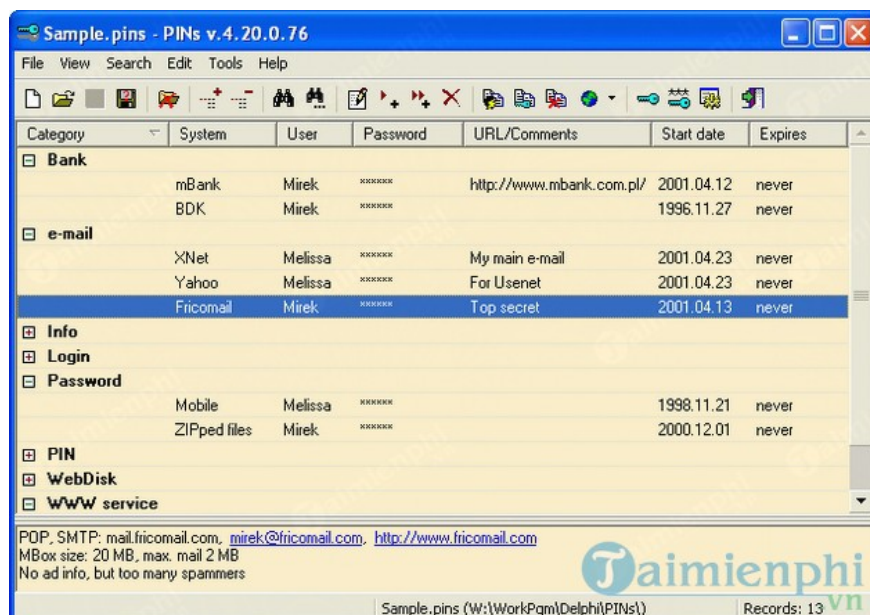 Sample.pins - PINs v.4.20.0.76
File View Search Edit Tools Help
Category System User Password URL/Comments Start date Expires
Bank
mBank Mirek ****** http://www.mbank.com.pl/ 2001.04.12 never
BDK Mirek ****** 1996.11.27 never
e-mail
XNet Melissa ****** My main e-mail 2001.04.23 never
Yahoo Melissa ****** For Usenet 2001.04.23 never
Fricomail Mirek ****** Top secret 2001.04.13 never
Info
Login
Password
Mobile Melissa ****** 1998.11.21 never
ZIPped files Mirek ****** 2000.12.01 never
PIN
WebDisk
WWW service
POP, SMTP: mail.fricomail.com, mirek@fricomail.com, http://www.fricomail.com
MBox size: 20 MB, max. mail 2 MB
No ad info, but too many spammers
Taimienphi
.vn
Sample.pins (W:\WorkPgm\Delphi\PINs\) Records: 13